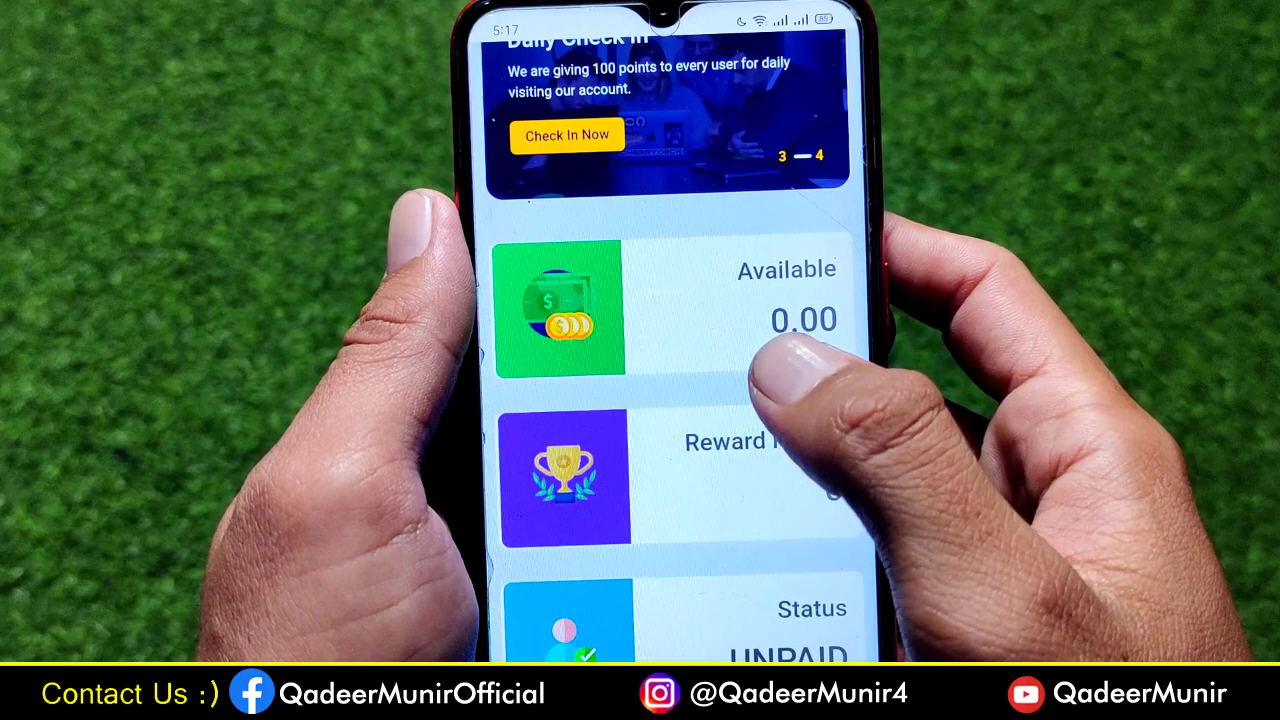 5:17
85
Daily Check In
We are giving 100 points to every user for daily
visiting our account.
Check In Now
3 4
Available
0.00
Reward
Status
UNPAID
Contact Us :) QadeerMunirOfficial @QadeerMunir4 QadeerMunir